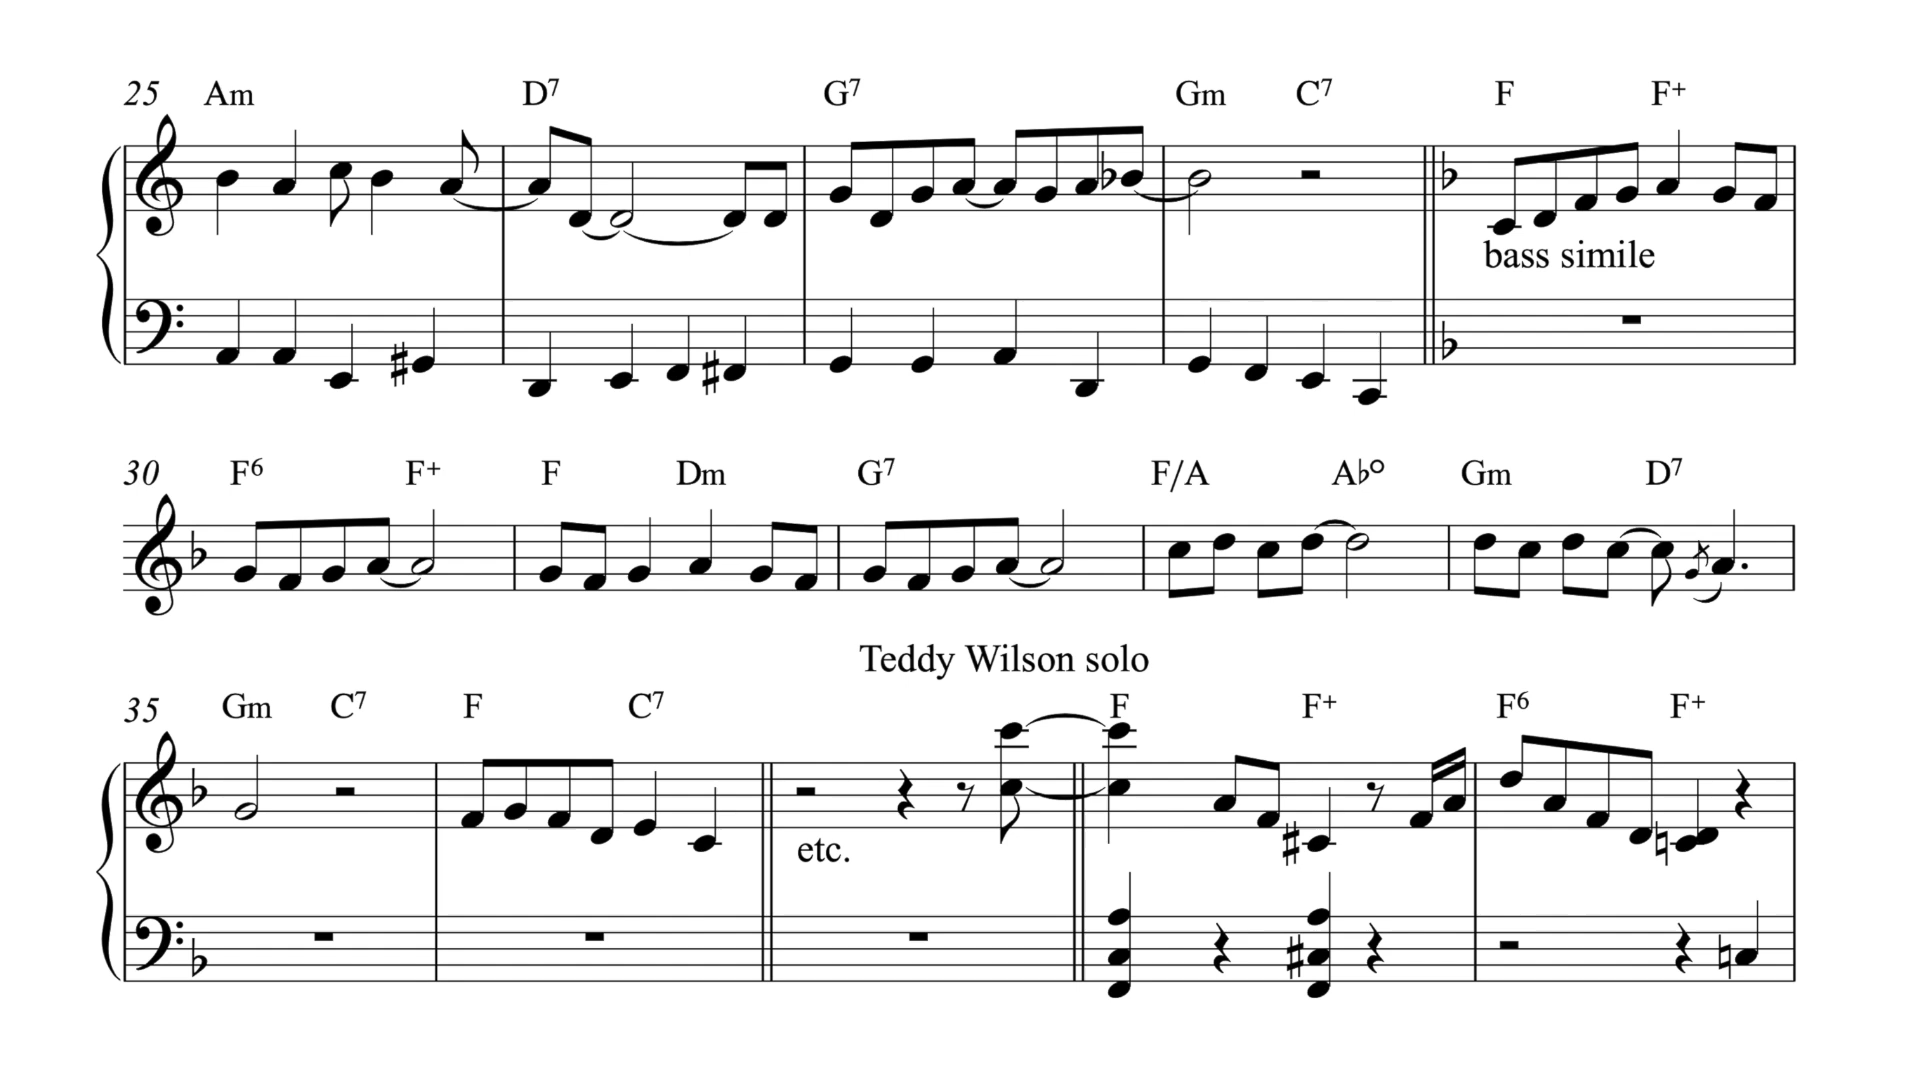 25 Am D7 G7 Gm C7 F F+
bass simile
30 F6 F+ F Dm G7 F/A A♭° Gm D7
Teddy Wilson solo
35 Gm C7 F C7 F F+ F6 F+
etc.